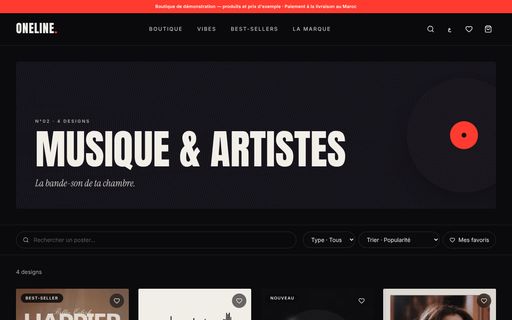 Boutique de démonstration — produits et prix d'exemple · Paiement à la livraison au Maroc
ONELINE.
BOUTIQUE
VIBES
BEST-SELLERS
LA MARQUE
ع
N°02 · 4 DESIGNS
MUSIQUE & ARTISTES
La bande-son de ta chambre.
Rechercher un poster...
Type · Tous
Trier · Popularité
Mes favoris
4 designs
BEST-SELLER
NOUVEAU